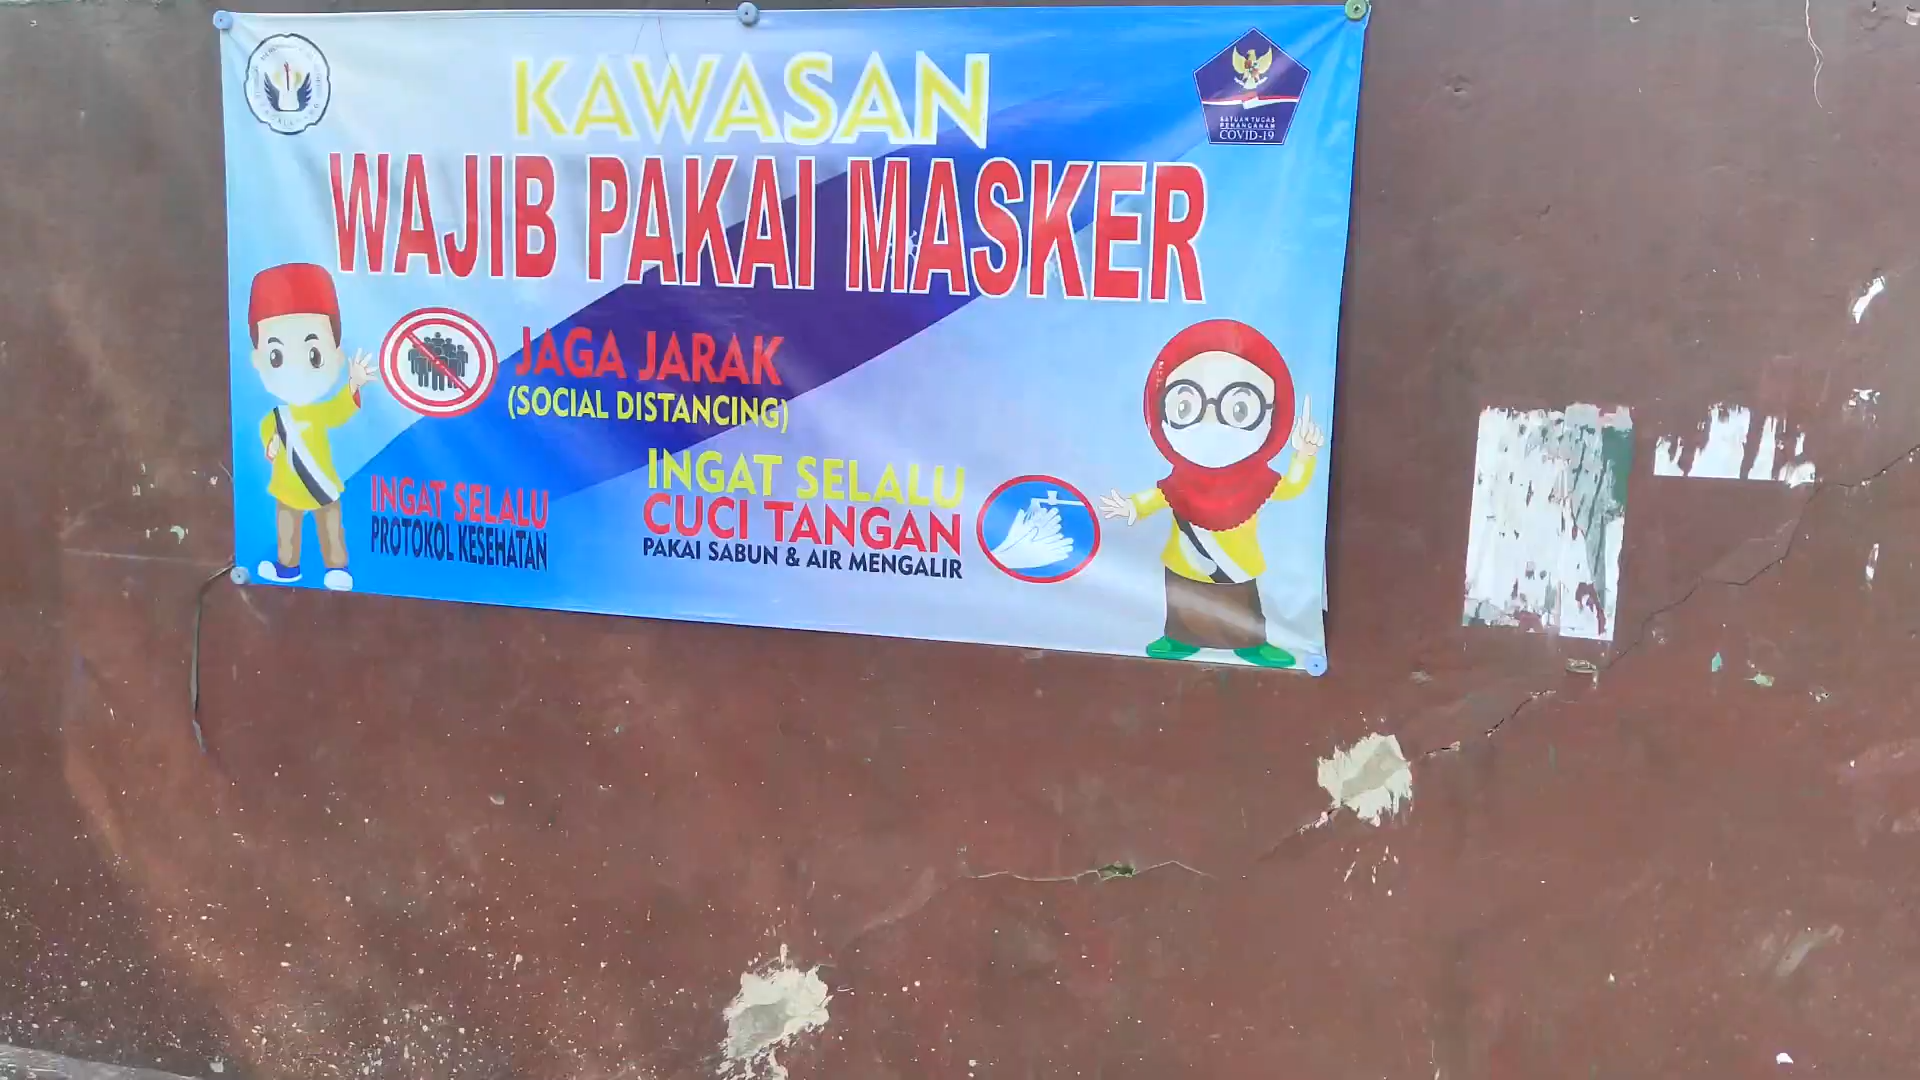 KAWASAN
WAJIB PAKAI MASKER
SATUAN TUGAS
PENANGANAN
COVID-19
JAGA JARAK
(SOCIAL DISTANCING)
INGAT SELALU
PROTOKOL KESEHATAN
INGAT SELALU
CUCI TANGAN
PAKAI SABUN & AIR MENGALIR